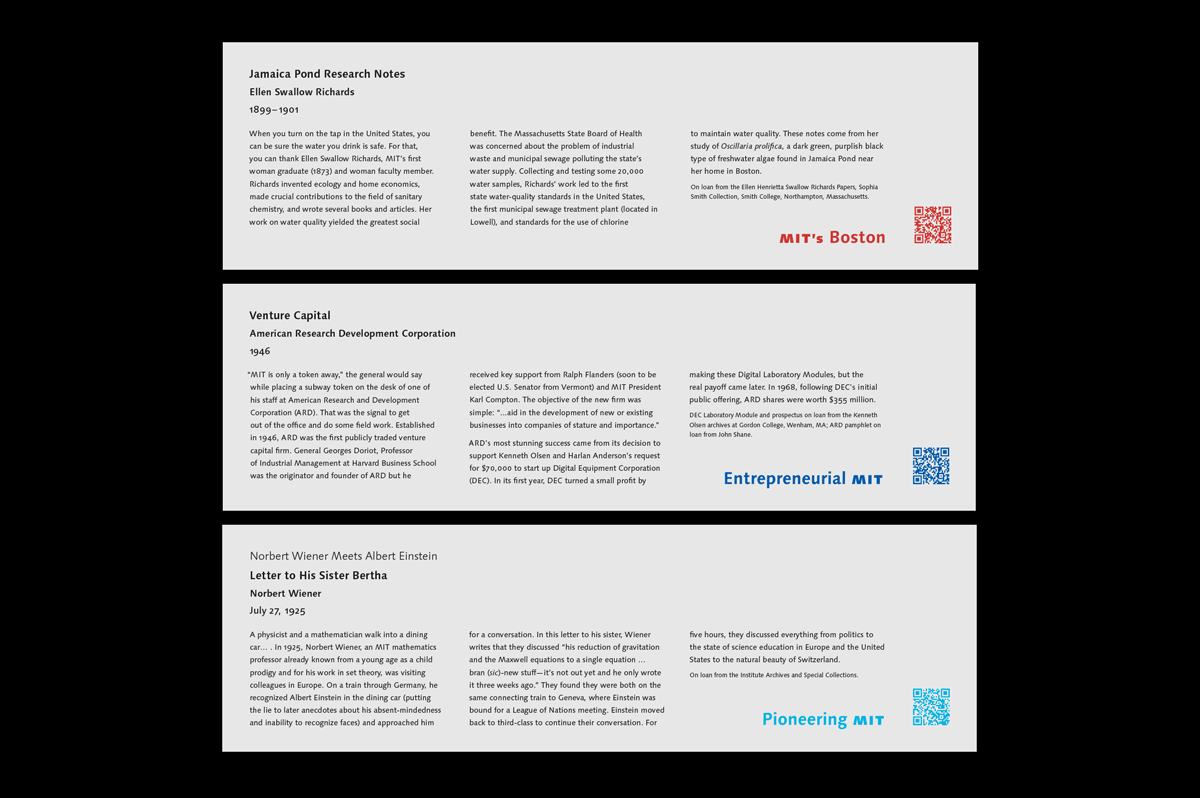 Jamaica Pond Research Notes
Ellen Swallow Richards
1899–1901
When you turn on the tap in the United States, you
can be sure the water you drink is safe. For that,
you can thank Ellen Swallow Richards, MIT's first
woman graduate (1873) and woman faculty member.
Richards invented ecology and home economics,
made crucial contributions to the field of sanitary
chemistry, and wrote several books and articles. Her
work on water quality yielded the greatest social
benefit. The Massachusetts State Board of Health
was concerned about the problem of industrial
waste and municipal sewage polluting the state's
water supply. Collecting and testing some 20,000
water samples, Richards' work led to the first
state water-quality standards in the United States,
the first municipal sewage treatment plant (located in
Lowell), and standards for the use of chlorine
to maintain water quality. These notes come from her
study of Oscillaria prolifica, a dark green, purplish black
type of freshwater algae found in Jamaica Pond near
her home in Boston.
On loan from the Ellen Henrietta Swallow Richards Papers, Sophia
Smith Collection, Smith College, Northampton, Massachusetts.
MIT's Boston
Venture Capital
American Research Development Corporation
1946
"MIT is only a token away," the general would say
while placing a subway token on the desk of one of
his staff at American Research and Development
Corporation (ARD). That was the signal to get
out of the office and do some field work. Established
in 1946, ARD was the first publicly traded venture
capital firm. General Georges Doriot, Professor
of Industrial Management at Harvard Business School
was the originator and founder of ARD but he
received key support from Ralph Flanders (soon to be
elected U.S. Senator from Vermont) and MIT President
Karl Compton. The objective of the new firm was
simple: "...aid in the development of new or existing
businesses into companies of stature and importance."
ARD's most stunning success came from its decision to
support Kenneth Olsen and Harlan Anderson's request
for $70,000 to start up Digital Equipment Corporation
(DEC). In its first year, DEC turned a small profit by
making these Digital Laboratory Modules, but the
real payoff came later. In 1968, following DEC's initial
public offering, ARD shares were worth $355 million.
DEC Laboratory Module and prospectus on loan from the Kenneth
Olsen archives at Gordon College, Wenham, MA; ARD pamphlet on
loan from John Shane.
Entrepreneurial MIT
Norbert Wiener Meets Albert Einstein
Letter to His Sister Bertha
Norbert Wiener
July 27, 1925
A physicist and a mathematician walk into a dining
car… . In 1925, Norbert Wiener, an MIT mathematics
professor already known from a young age as a child
prodigy and for his work in set theory, was visiting
colleagues in Europe. On a train through Germany, he
recognized Albert Einstein in the dining car (putting
the lie to later anecdotes about his absent-mindedness
and inability to recognize faces) and approached him
for a conversation. In this letter to his sister, Wiener
writes that they discussed "his reduction of gravitation
and the Maxwell equations to a single equation …
bran (sic)-new stuff—it's not out yet and he only wrote
it three weeks ago." They found they were both on the
same connecting train to Geneva, where Einstein was
bound for a League of Nations meeting. Einstein moved
back to third-class to continue their conversation. For
five hours, they discussed everything from politics to
the state of science education in Europe and the United
States to the natural beauty of Switzerland.
On loan from the Institute Archives and Special Collections.
Pioneering MIT